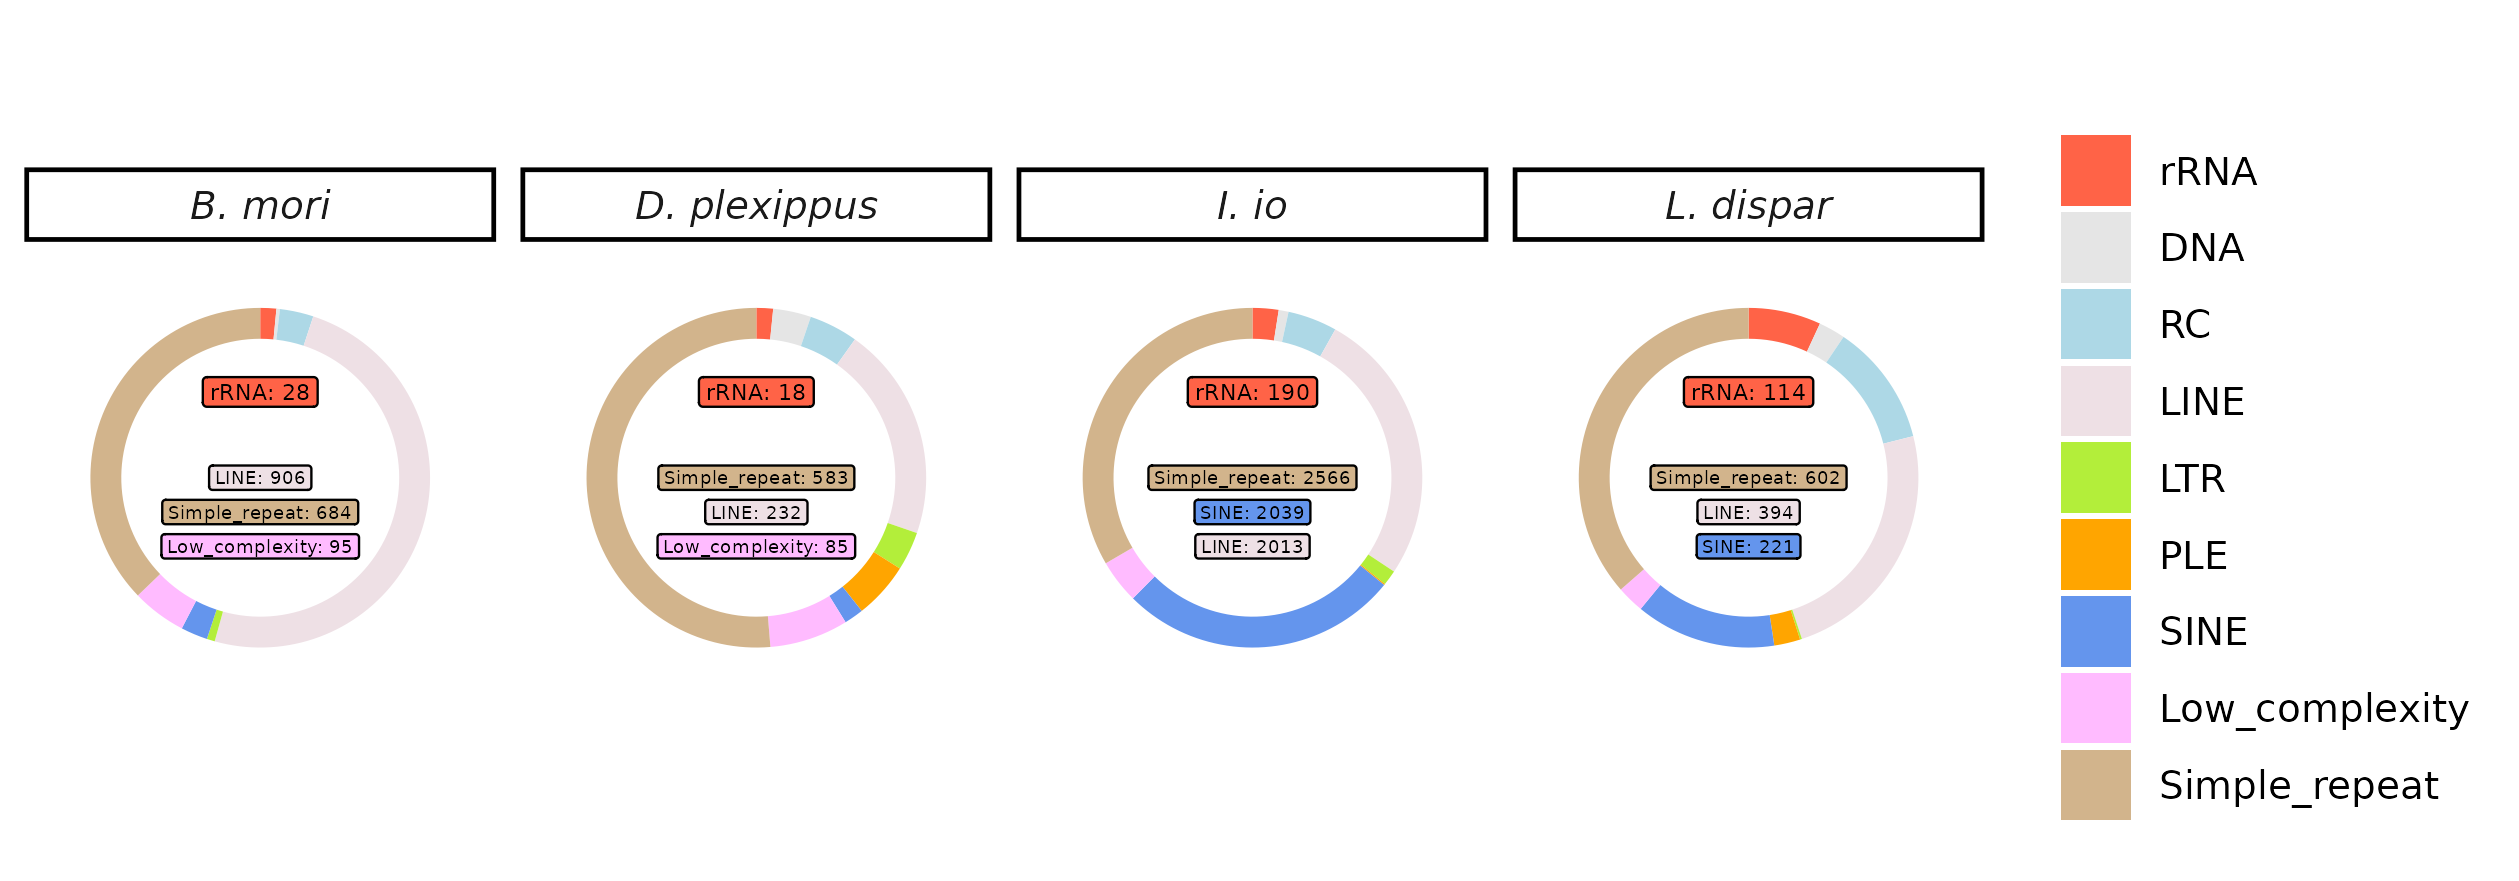 B. mori
rRNA: 28
LINE: 906
Simple_repeat: 684
Low_complexity: 95
D. plexippus
rRNA: 18
Simple_repeat: 583
LINE: 232
Low_complexity: 85
I. io
rRNA: 190
Simple_repeat: 2566
SINE: 2039
LINE: 2013
L. dispar
rRNA: 114
Simple_repeat: 602
LINE: 394
SINE: 221
rRNA
DNA
RC
LINE
LTR
PLE
SINE
Low_complexity
Simple_repeat